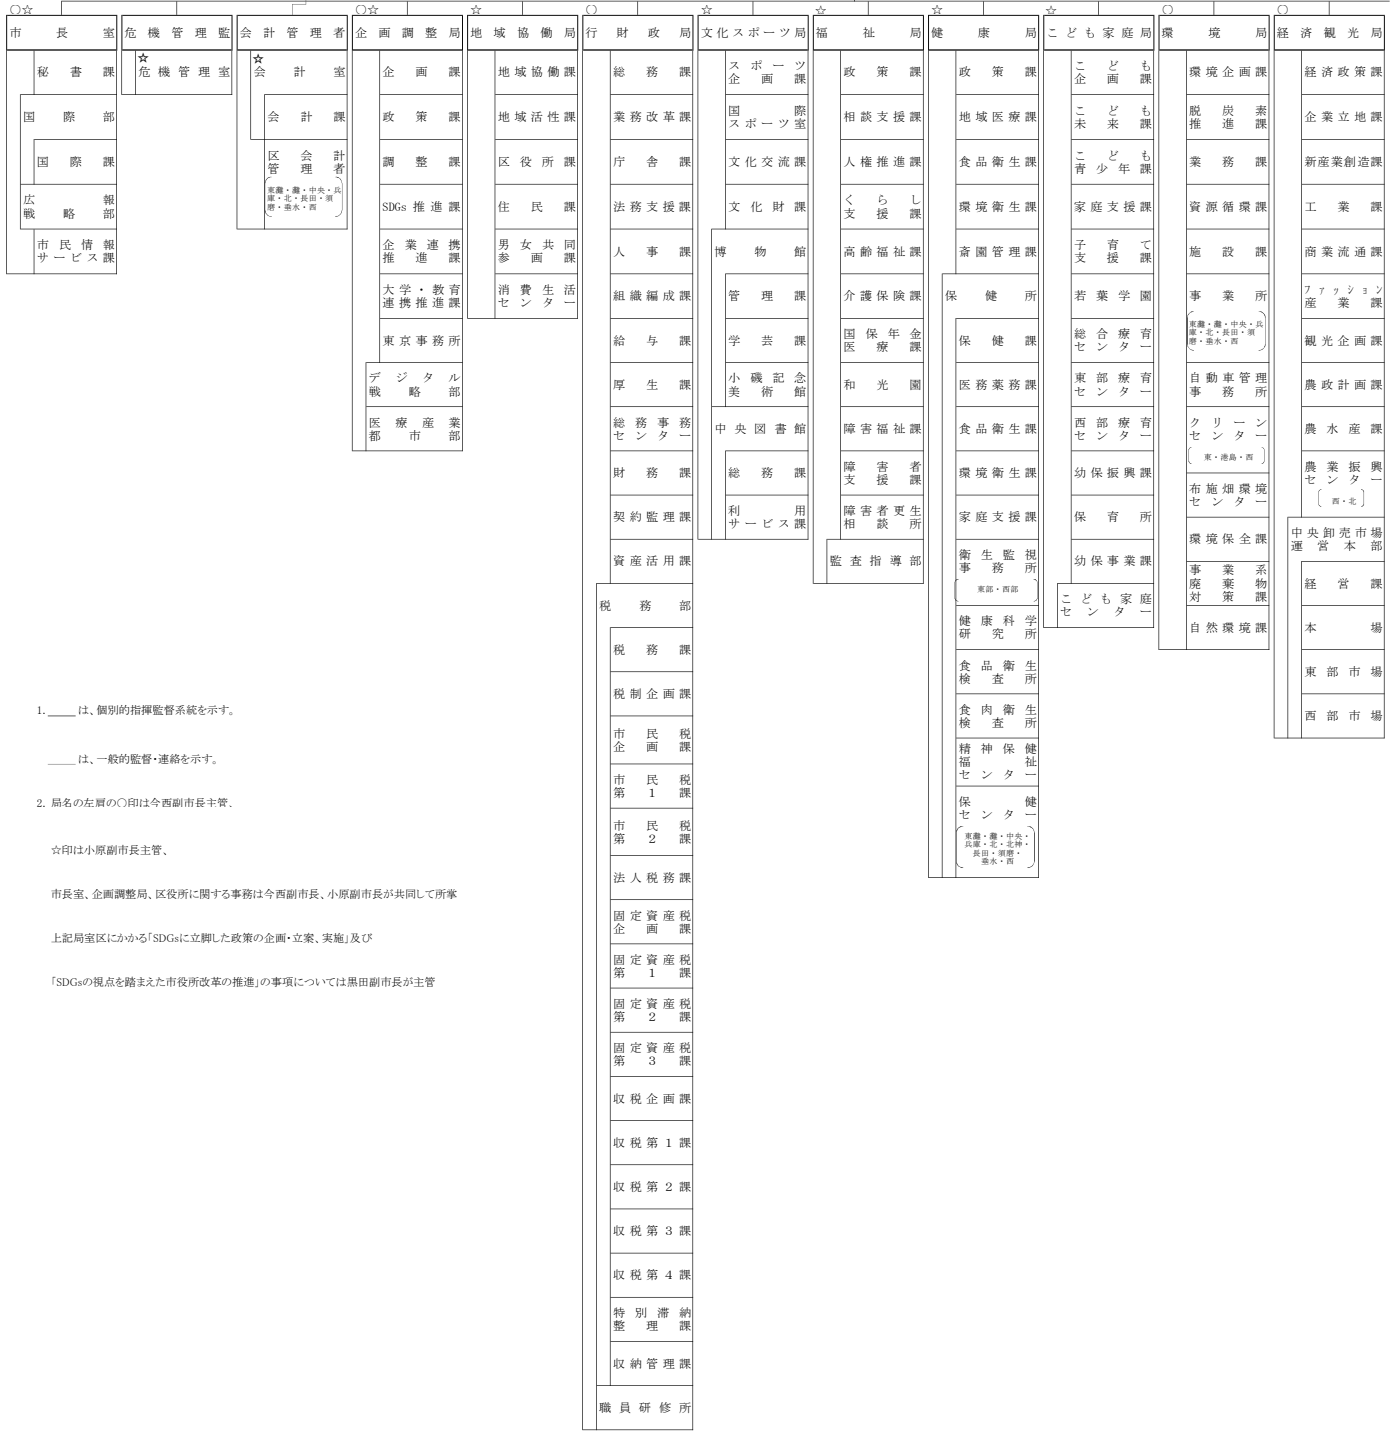 〇☆
〇☆
☆
〇
☆
☆
☆
☆
〇
〇
市長室
秘書課
国際部
国際課
広報
戦略部
市民情報
サービス課
危機管理監
☆
危機管理室
会計管理者
☆
会計室
会計課
区会計
管理者
東灘・灘・中央・兵
庫・北・長田・須
磨・垂水・西
企画調整局
企画課
政策課
調整課
SDGs推進課
企業連携
推進課
大学・教育
連携推進課
東京事務所
デジタル
戦略部
医療産業
都市部
地域協働局
地域協働課
地域活性課
区役所課
住民課
男女共同
参画課
消費生活
センター
行財政局
総務課
業務改革課
庁舎課
法務支援課
人事課
組織編成課
給与課
厚生課
総務事務
センター
財務課
契約監理課
資産活用課
税務部
税務課
税制企画課
市民税
企画課
市民税
第1課
市民税
第2課
法人税務課
固定資産税
企画課
固定資産税
第1課
固定資産税
第2課
固定資産税
第3課
収税企画課
収税第1課
収税第2課
収税第3課
収税第4課
特別滞納
整理課
収納管理課
職員研修所
文化スポーツ局
スポーツ
企画課
国際
スポーツ室
文化交流課
文化財課
博物館
管理課
学芸課
小磯記念
美術館
中央図書館
総務課
利用
サービス課
福祉局
政策課
相談支援課
人権推進課
くらし
支援課
高齢福祉課
介護保険課
国保年金
医療課
和光園
障害福祉課
障害者
支援課
障害者更生
相談所
監査指導部
健康局
政策課
地域医療課
食品衛生課
環境衛生課
斎園管理課
保健所
保健課
医務薬務課
食品衛生課
環境衛生課
家庭支援課
衛生監視
事務所
東部・西部
健康科学
研究所
食品衛生
検査所
食肉衛生
検査所
精神保健
福祉
センター
保健
センター
東灘・灘・中央・
兵庫・北・北神・
長田・須磨・
垂水・西
こども家庭局
こども
企画課
こども
未来課
こども
青少年課
家庭支援課
子育て
支援課
若葉学園
総合療育
センター
東部療育
センター
西部療育
センター
幼保振興課
保育所
幼保事業課
こども家庭
センター
環境局
環境企画課
脱炭素
推進課
業務課
資源循環課
施設課
事業所
東灘・灘・中央・兵
庫・北・長田・須
磨・垂水・西
自動車管理
事務所
クリーン
センター
東・港島・西
布施畑環境
センター
環境保全課
事業系
廃棄物
対策課
自然環境課
経済観光局
経済政策課
企業立地課
新産業創造課
工業課
商業流通課
ファッション
産業課
観光企画課
農政計画課
農水産課
農業振興
センター
西・北
中央卸売市場
運営本部
経営課
本場
東部市場
西部市場
1. ____は、個別的指揮監督系統を示す。
____は、一般的監督・連絡を示す。
2. 局名の左肩の〇印は今西副市長主管、
☆印は小原副市長主管、
市長室、企画調整局、区役所に関する事務は今西副市長、小原副市長が共同して所掌
上記局室区にかかる「SDGsに立脚した政策の企画・立案、実施」及び
「SDGsの視点を踏まえた市役所改革の推進」の事項については黒田副市長が主管